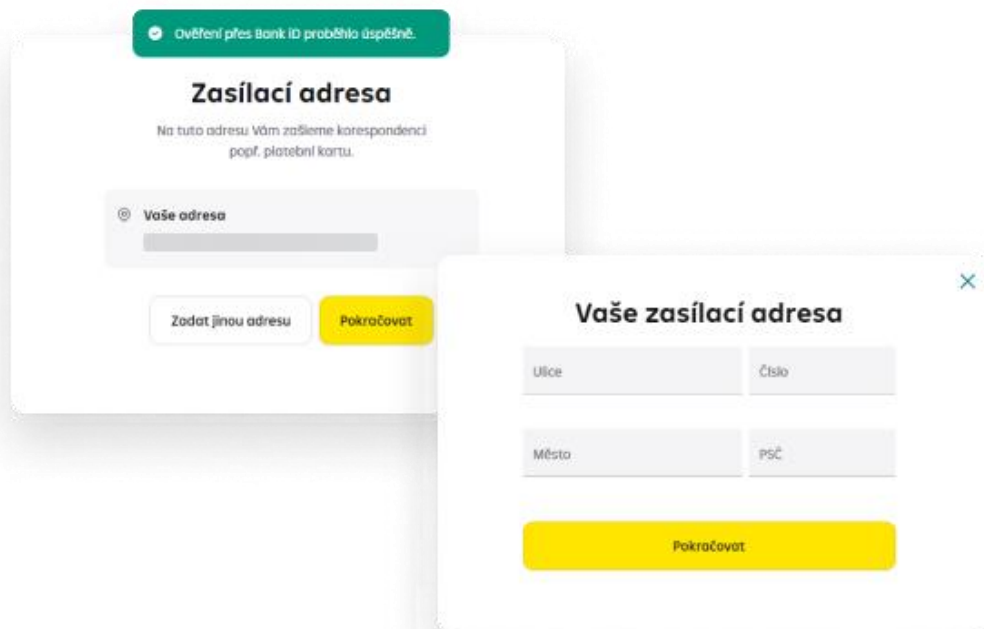 Ověření přes Bank iD proběhlo úspěšně.
Zasílací adresa
Na tuto adresu Vám zašleme korespondenci
popř. platební kartu.
Vaše adresa
Zadat jinou adresu
Pokračovat
Vaše zasílací adresa
Ulice
Číslo
Město
PSČ
Pokračovat